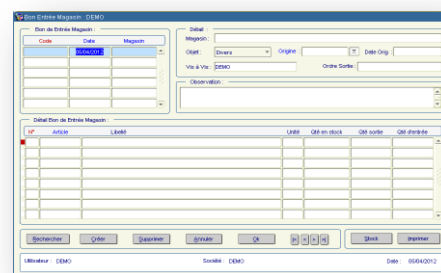 Bon Entrée Magasin : DEMO
Bon de Entrée Magasin :
Code Date Magasin
05/04/2012
Détail :
Magasin :
Objet : Divers Origine Date Orig :
Vis à Vis : DEMO Ordre Sortie :
Observation :
Détail Bon de Entrée Magasin :
N° Article Libellé Unité Qté en stock Qté sortie Qté d'entrée
Rechercher Créer Supprimer Annuler Ok |< < > >| Stock Imprimer
Utilisateur : DEMO Société : DEMO Date : 05/04/2012